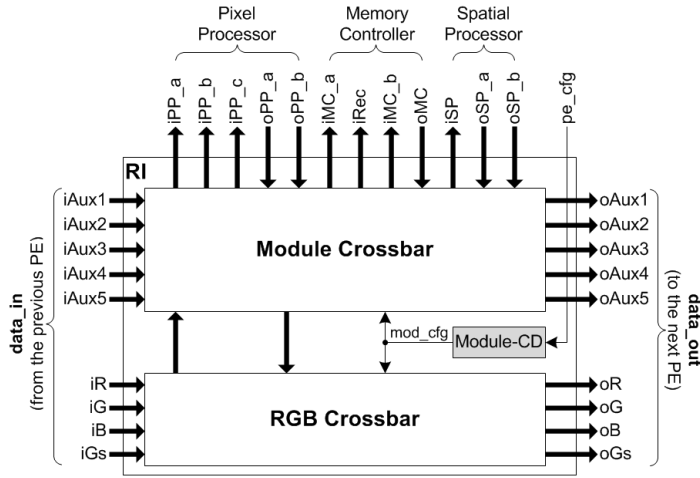 Pixel
Processor
Memory
Controller
Spatial
Processor
iPP_a
iPP_b
iPP_c
oPP_a
oPP_b
iMC_a
iRec
iMC_b
oMC
iSP
oSP_a
oSP_b
pe_cfg
RI
data_in
(from the previous PE)
iAux1
iAux2
iAux3
iAux4
iAux5
Module Crossbar
oAux1
oAux2
oAux3
oAux4
oAux5
data_out
(to the next PE)
mod_cfg
Module-CD
iR
iG
iB
iGs
RGB Crossbar
oR
oG
oB
oGs